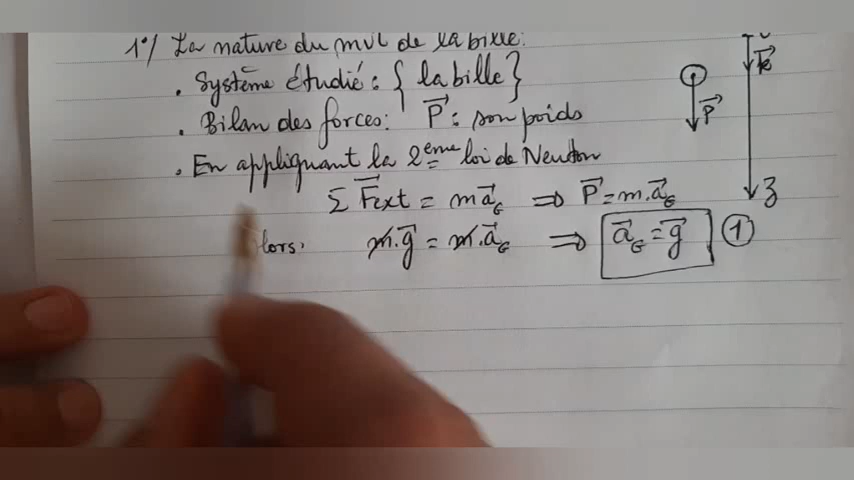 1°/ La nature du mvt de la bille:
. Système étudié: { la bille }
. Bilan des forces: P⃗ : son poids
. En appliquant la 2ème loi de Newton
Σ F⃗ext = m a⃗G ⇒ P⃗ = m.a⃗G
lors: m.g⃗ = m.a⃗G ⇒ a⃗G = g⃗ ①
k⃗
P⃗
z